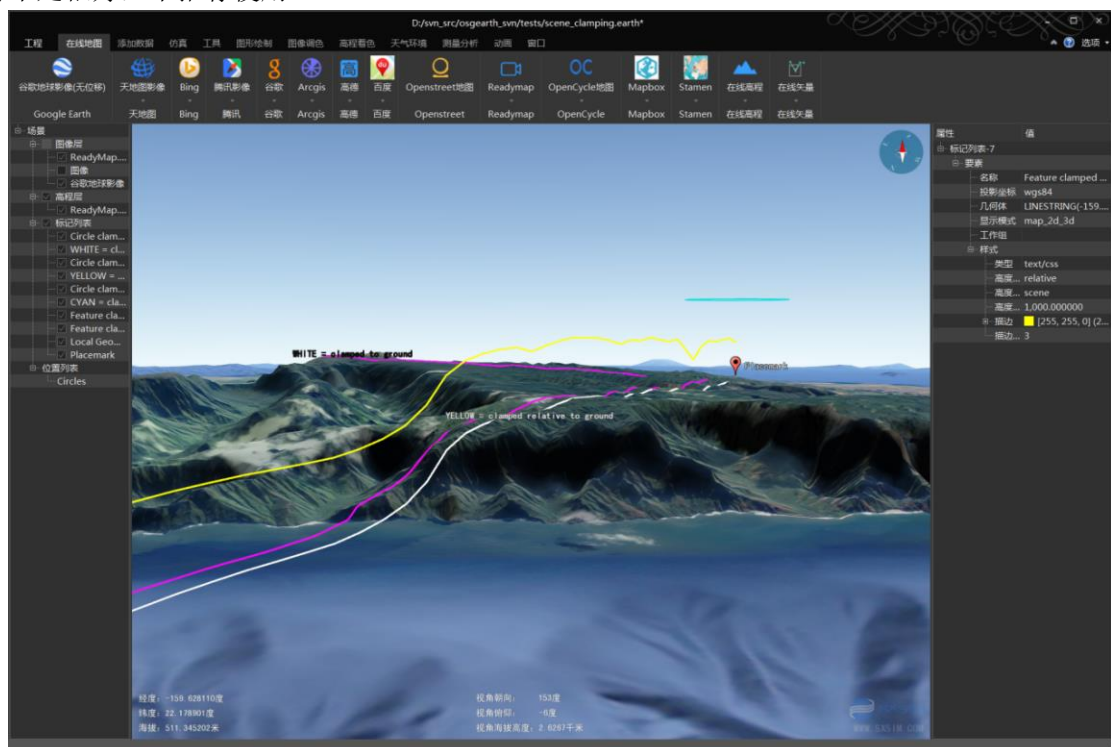 D:/svn_src/osgearth_svn/tests/scene_clamping.earth*
工程 在线地图 添加数据 仿真 工具 图形绘制 图像调色 高程着色 天气环境 测量分析 动画 窗口 选项
谷歌地球影像(无位移) 天地图影像 Bing 腾讯影像 谷歌 Arcgis 高德 百度 Openstreet地图 Readymap OpenCycle地图 Mapbox Stamen 在线高程 在线矢量
Google Earth 天地图 Bing 腾讯 谷歌 Arcgis 高德 百度 Openstreet Readymap OpenCycle Mapbox Stamen 在线高程 在线矢量
场景
图像层
ReadyMap....
图像
谷歌地球影像
高程层
ReadyMap....
标记列表
Circle clam...
WHITE = cl...
Circle clam...
YELLOW = ...
Circle clam...
CYAN = cla...
Feature cla...
Feature cla...
Local Geo...
Placemark
位置列表
Circles
WHITE = clamped to ground
Placemark
YELLOW = clamped relative to ground
经度: -159.628110度
纬度: 22.178901度
海拔: 511.345202米
视角朝向: 153度
视角俯仰: -6度
视角海拔高度: 2.6267千米
WWW.SXSIM.COM
属性 值
标记列表-7
要素
名称 Feature clamped ...
投影坐标 wgs84
几何体 LINESTRING(-159....
显示模式 map_2d_3d
工作组
样式
类型 text/css
高度... relative
高度... scene
高度... 1,000.000000
描边 [255, 255, 0] (2...
描边... 3